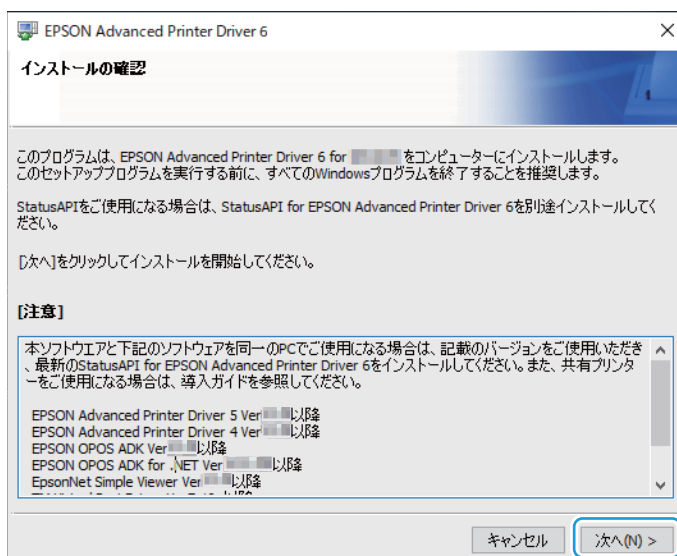 EPSON Advanced Printer Driver 6
インストールの確認
このプログラムは、EPSON Advanced Printer Driver 6 for をコンピューターにインストールします。
このセットアッププログラムを実行する前に、すべてのWindowsプログラムを終了することを推奨します。
StatusAPIをご使用になる場合は、StatusAPI for EPSON Advanced Printer Driver 6を別途インストールしてく
ださい。
[次へ]をクリックしてインストールを開始してください。
[注意]
本ソフトウエアと下記のソフトウェアを同一のPCでご使用になる場合は、記載のバージョンをご使用いただき
、最新のStatusAPI for EPSON Advanced Printer Driver 6をインストールしてください。また、共有プリンタ
ーをご使用になる場合は、導入ガイドを参照してください。
EPSON Advanced Printer Driver 5 Ver 以降
EPSON Advanced Printer Driver 4 Ver 以降
EPSON OPOS ADK Ver 以降
EPSON OPOS ADK for .NET Ver 以降
EpsonNet Simple Viewer Ver 以降
キャンセル
次へ(N) >